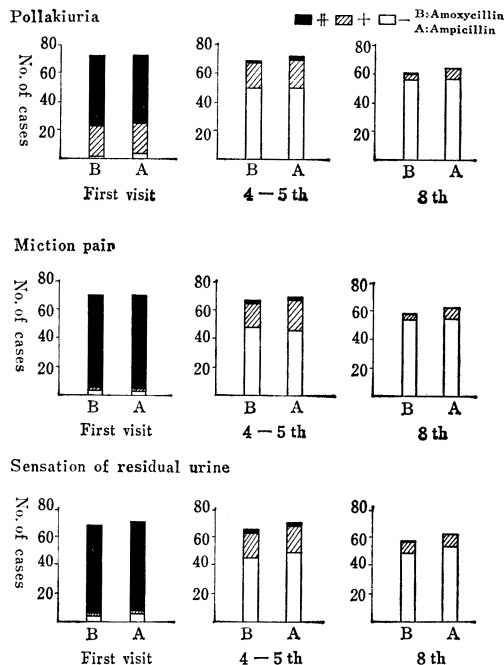 Pollakiuria
⧻ + − B:Amoxycillin
A:Ampicillin
No. of cases
80 60 40 20
B A
First visit
80 60 40 20
B A
4 — 5 th
80 60 40 20
B A
8 th
Miction pair
No. of cases
80 60 40 20
B A
First visit
80 60 40 20
B A
4 — 5 th
80 60 40 20
B A
8 th
Sensation of residual urine
No. of cases
80 60 40 20
B A
First visit
80 60 40 20
B A
4 — 5 th
80 60 40 20
B A
8 th